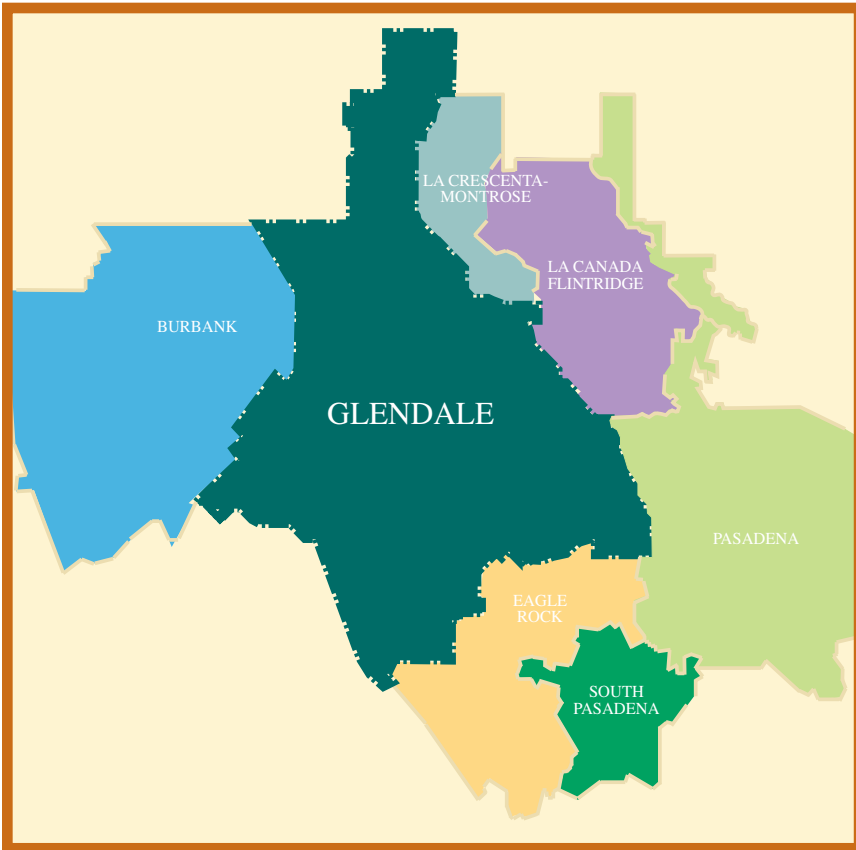 LA CRESCENTA-
MONTROSE
LA CANADA
FLINTRIDGE
BURBANK
GLENDALE
PASADENA
EAGLE
ROCK
SOUTH
PASADENA